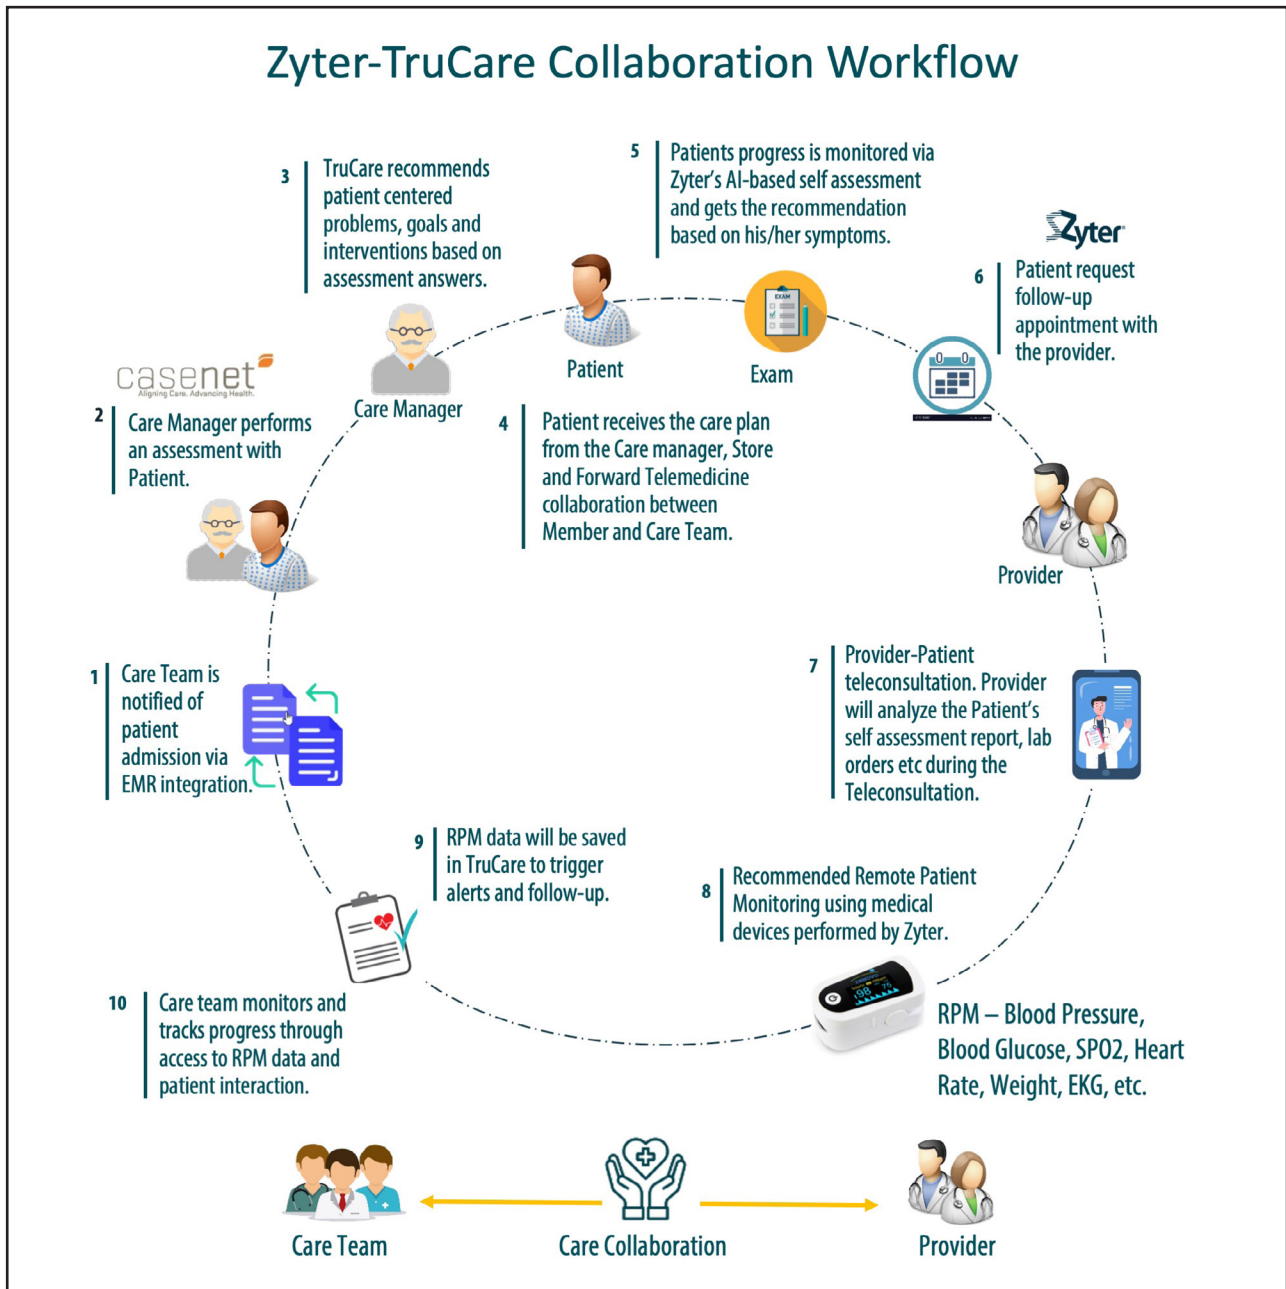 Zyter-TruCare Collaboration Workflow
3
TruCare recommends
patient centered
problems, goals and
interventions based on
assessment answers.
5
Patients progress is monitored via
Zyter's AI-based self assessment
and gets the recommendation
based on his/her symptoms.
Zyter
6
Patient request
follow-up
appointment with
the provider.
casenet
Aligning Care. Advancing Health.
Care Manager
Patient
EXAM
Exam
2
Care Manager performs
an assessment with
Patient.
4
Patient receives the care plan
from the Care manager, Store
and Forward Telemedicine
collaboration between
Member and Care Team.
Provider
1
Care Team is
notified of
patient
admission via
EMR integration.
7
Provider-Patient
teleconsultation. Provider
will analyze the Patient's
self assessment report, lab
orders etc during the
Teleconsultation.
9
RPM data will be saved
in TruCare to trigger
alerts and follow-up.
8
Recommended Remote Patient
Monitoring using medical
devices performed by Zyter.
98 76
10
Care team monitors and
tracks progress through
access to RPM data and
patient interaction.
RPM – Blood Pressure,
Blood Glucose, SPO2, Heart
Rate, Weight, EKG, etc.
Care Team
Care Collaboration
Provider